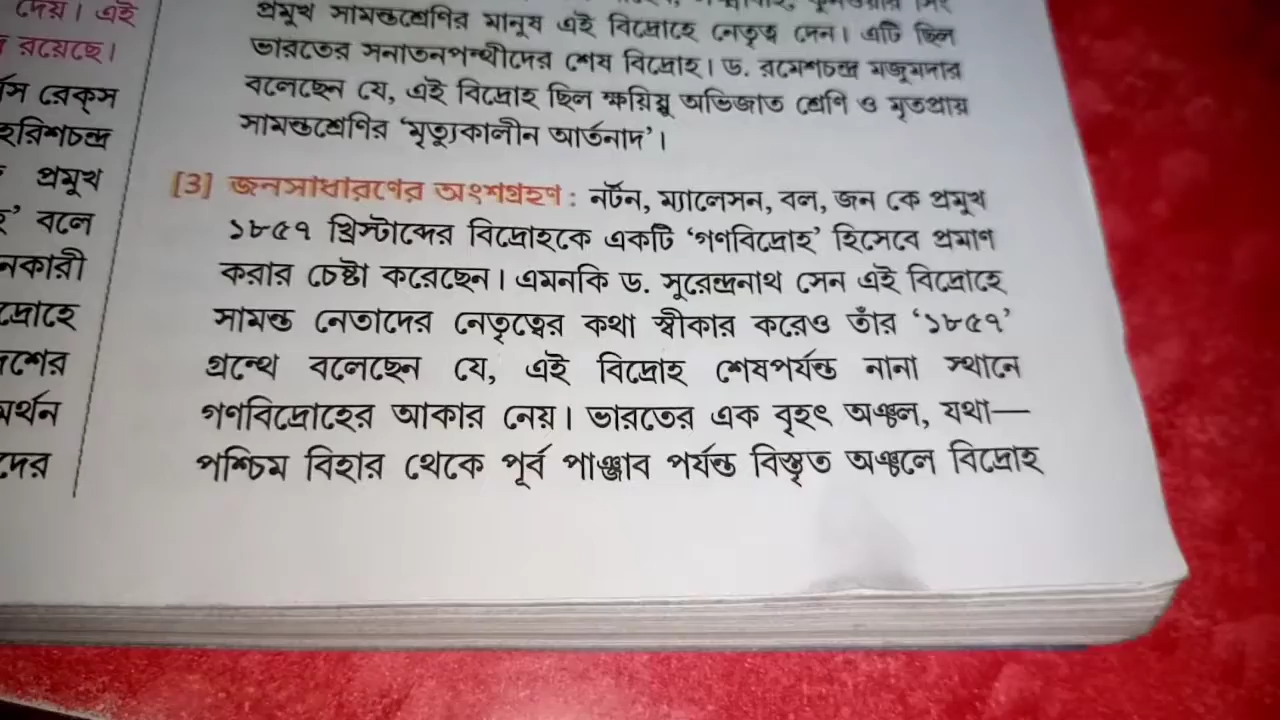 দেয়। এই
রয়েছে।
রেক্স
হরিশচন্দ্র
প্রমুখ
বলে
নকারী
দ্রোহে
শের
মর্থন
দের
প্রমুখ সামন্তশ্রেণির মানুষ এই বিদ্রোহে নেতৃত্ব দেন। এটি ছিল
ভারতের সনাতনপন্থীদের শেষ বিদ্রোহ। ড. রমেশচন্দ্র মজুমদার
বলেছেন যে, এই বিদ্রোহ ছিল ক্ষয়িষ্ণু অভিজাত শ্রেণি ও মৃতপ্রায়
সামন্তশ্রেণির ‘মৃত্যুকালীন আর্তনাদ’।
[3] জনসাধারণের অংশগ্রহণ : নর্টন, ম্যালেসন, বল, জন কে প্রমুখ
১৮৫৭ খ্রিস্টাব্দের বিদ্রোহকে একটি ‘গণবিদ্রোহ’ হিসেবে প্রমাণ
করার চেষ্টা করেছেন। এমনকি ড. সুরেন্দ্রনাথ সেন এই বিদ্রোহে
সামন্ত নেতাদের নেতৃত্বের কথা স্বীকার করেও তাঁর ‘১৮৫৭’
গ্রন্থে বলেছেন যে, এই বিদ্রোহ শেষপর্যন্ত নানা স্থানে
গণবিদ্রোহের আকার নেয়। ভারতের এক বৃহৎ অঞ্চল, যথা—
পশ্চিম বিহার থেকে পূর্ব পাঞ্জাব পর্যন্ত বিস্তৃত অঞ্চলে বিদ্রোহ